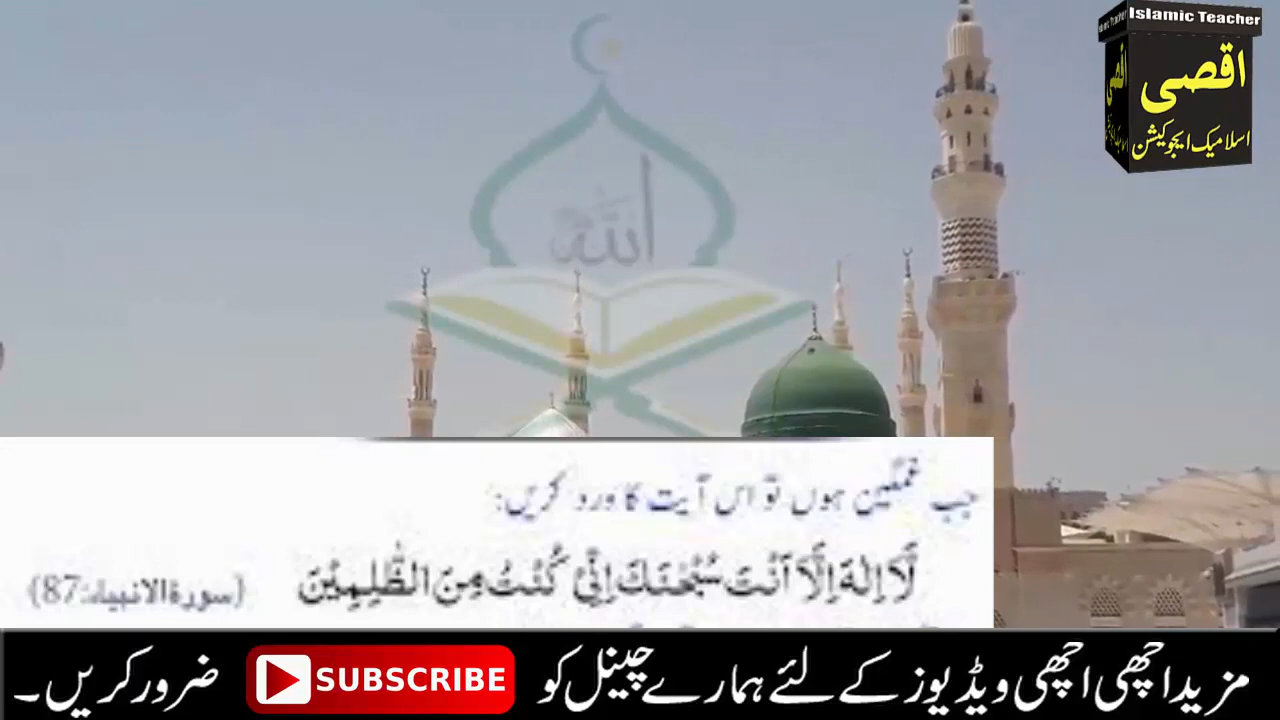 Islamic Teacher
اقصی
اسلامیک ایجوکیشن
الله
جب غمگین ہوں تو اس آیت کا ورد کریں:
لَّآ اِلٰهَ اِلَّآ اَنْتَ سُبْحٰنَكَ اِنِّیْ كُنْتُ مِنَ الظّٰلِمِیْنَ (سورۃ الانبیاء:87)
مزید اچھی اچھی ویڈیوز کے لئے ہمارے چینل کو SUBSCRIBE ضرور کریں۔